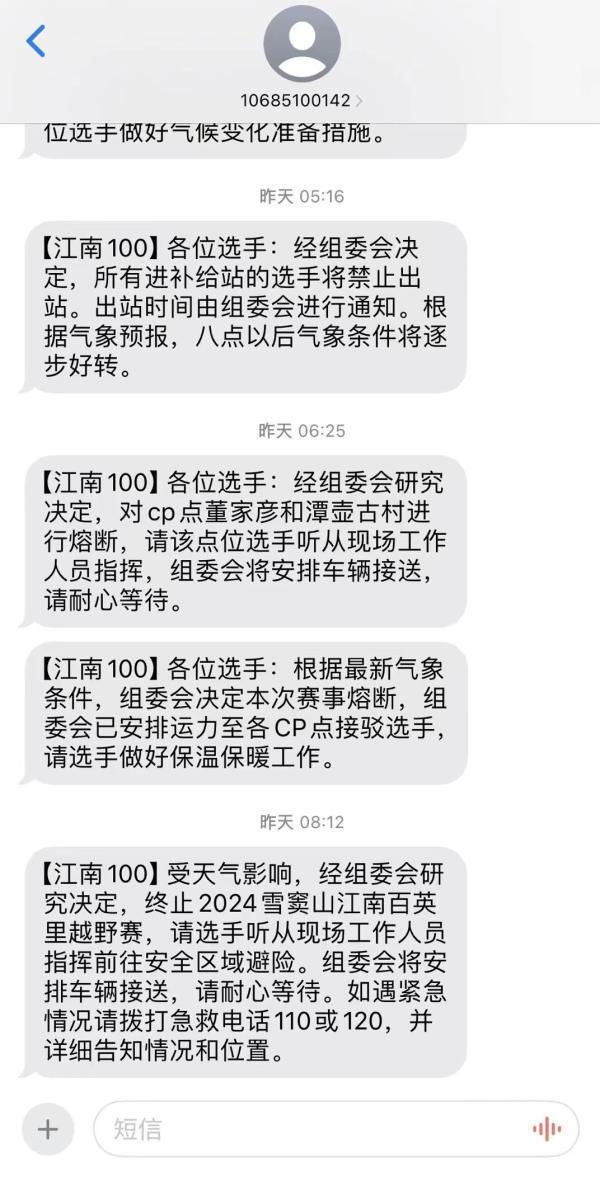 10685100142
位选手做好气候变化准备措施。
昨天 05:16
【江南100】各位选手：经组委会决
定，所有进补给站的选手将禁止出
站。出站时间由组委会进行通知。根
据气象预报，八点以后气象条件将逐
步好转。
昨天 06:25
【江南100】各位选手：经组委会研究
决定，对cp点董家彦和潭壶古村进
行熔断，请该点位选手听从现场工作
人员指挥，组委会将安排车辆接送，
请耐心等待。
【江南100】各位选手：根据最新气象
条件，组委会决定本次赛事熔断，组
委会已安排运力至各CP点接驳选手，
请选手做好保温保暖工作。
昨天 08:12
【江南100】受天气影响，经组委会研
究决定，终止2024雪窦山江南百英
里越野赛，请选手听从现场工作人员
指挥前往安全区域避险。组委会将安
排车辆接送，请耐心等待。如遇紧急
情况请拨打急救电话110或120，并
详细告知情况和位置。
短信